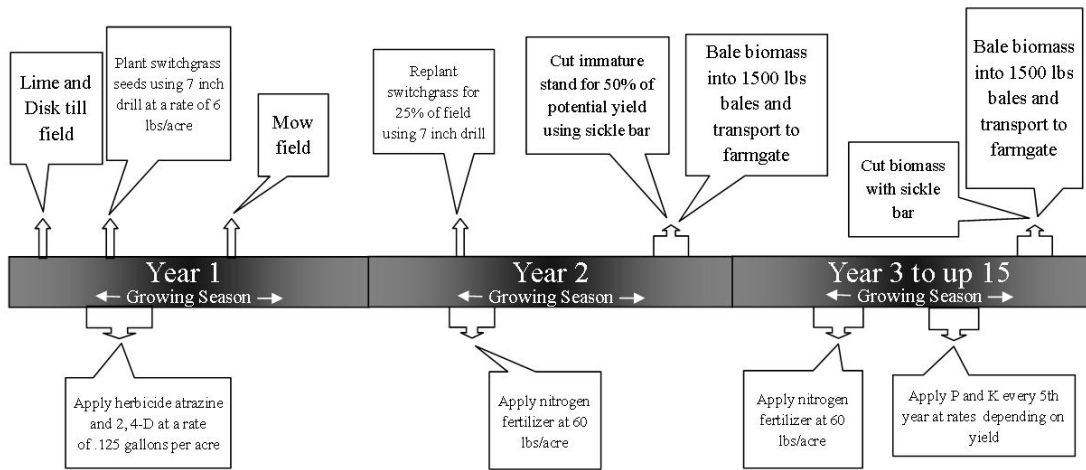 Lime and
Disk till
field
Plant switchgrass
seeds using 7 inch
drill at a rate of 6
lbs/acre
Mow
field
Replant
switchgrass for
25% of field
using 7 inch drill
Cut immature
stand for 50% of
potential yield
using sickle bar
Bale biomass
into 1500 lbs
bales and
transport to
farmgate
Cut biomass
with sickle
bar
Bale biomass
into 1500 lbs
bales and
transport to
farmgate
Year 1
Growing Season
Year 2
Growing Season
Year 3 to up 15
Growing Season
Apply herbicide atrazine
and 2, 4-D at a rate
of .125 gallons per acre
Apply nitrogen
fertilizer at 60
lbs/acre
Apply nitrogen
fertilizer at 60
lbs/acre
Apply P and K every 5th
year at rates depending on
yield